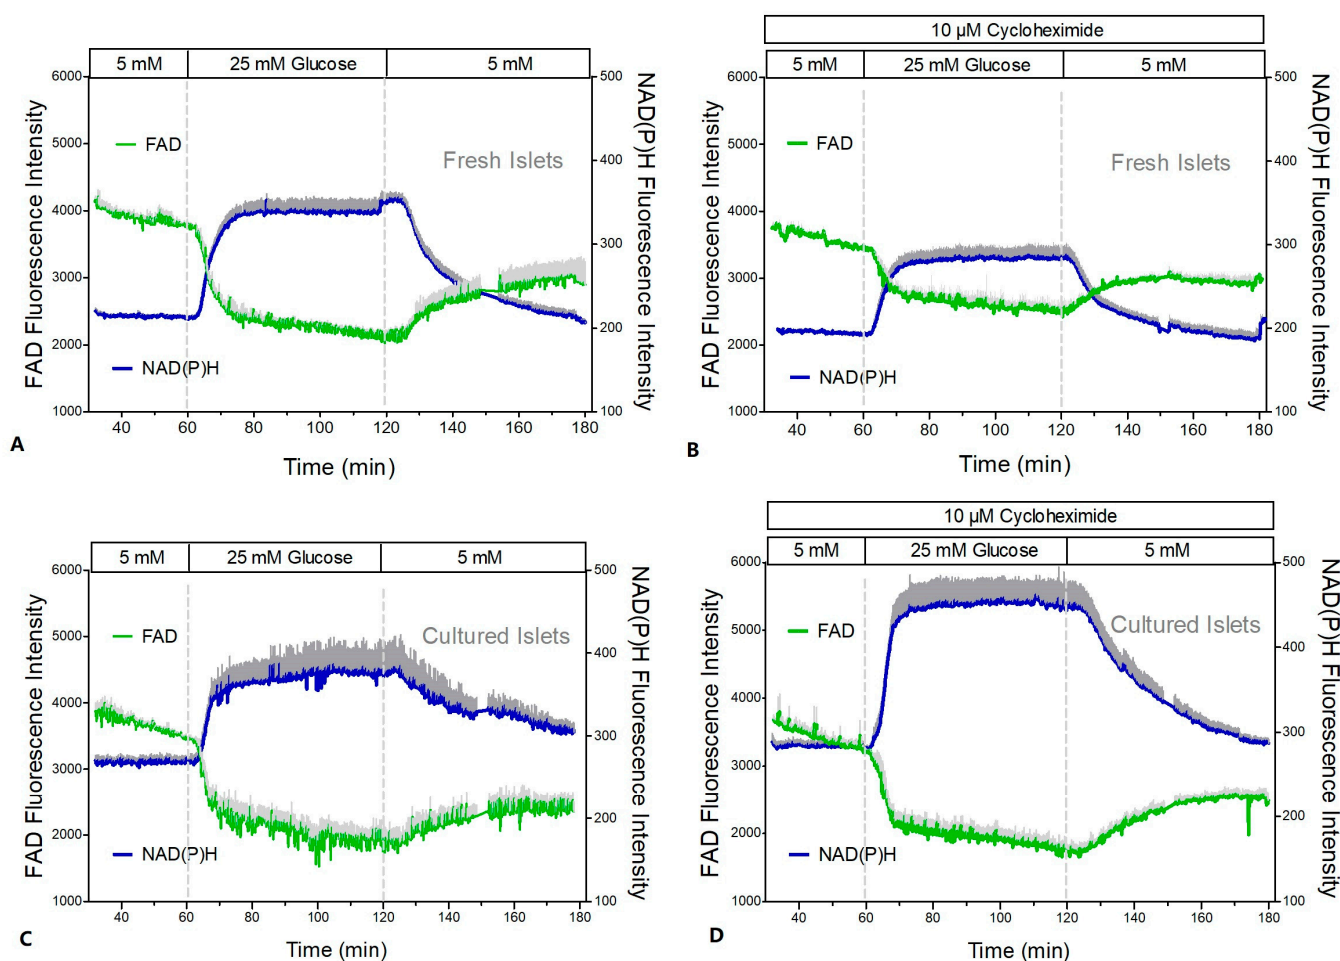 5 mM 25 mM Glucose 5 mM
6000 500
5000 400
4000 300
3000 200
2000 100
1000
FAD
NAD(P)H
Fresh Islets
FAD Fluorescence Intensity
NAD(P)H Fluorescence Intensity
40 60 80 100 120 140 160 180
Time (min)
A
10 µM Cycloheximide
5 mM 25 mM Glucose 5 mM
6000 500
5000 400
4000 300
3000 200
2000 100
1000
FAD
NAD(P)H
Fresh Islets
FAD Fluorescence Intensity
NAD(P)H Fluorescence Intensity
40 60 80 100 120 140 160 180
Time (min)
B
5 mM 25 mM Glucose 5 mM
6000 500
5000 400
4000 300
3000 200
2000 100
1000
FAD
NAD(P)H
Cultured Islets
FAD Fluorescence Intensity
NAD(P)H Fluorescence Intensity
40 60 80 100 120 140 160 180
Time (min)
C
10 µM Cycloheximide
5 mM 25 mM Glucose 5 mM
6000 500
5000 400
4000 300
3000 200
2000 100
1000
FAD
NAD(P)H
Cultured Islets
FAD Fluorescence Intensity
NAD(P)H Fluorescence Intensity
40 60 80 100 120 140 160 180
Time (min)
D